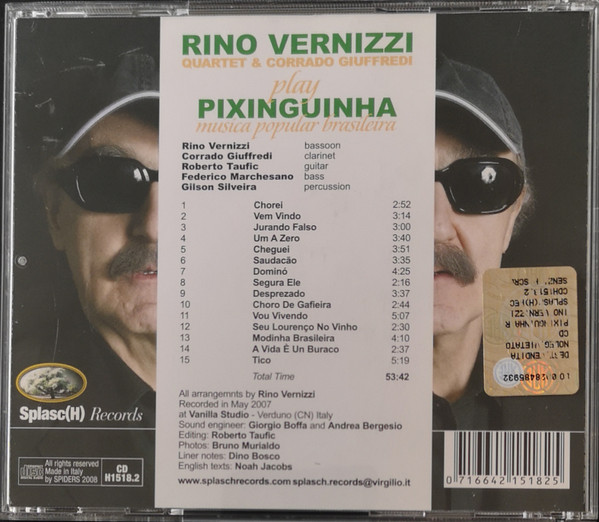 RINO VERNIZZI
QUARTET & CORRADO GIUFFREDI
play
PIXINGUINHA
musica popular brasileira
Rino Vernizzi bassoon
Corrado Giuffredi clarinet
Roberto Taufic guitar
Federico Marchesano bass
Gilson Silveira percussion
1 Chorei 2:52
2 Vem Vindo 3:14
3 Jurando Falso 3:00
4 Um A Zero 3:40
5 Cheguei 3:51
6 Saudacão 3:35
7 Dominó 4:25
8 Segura Ele 2:16
9 Desprezado 3:37
10 Choro De Gafieira 2:44
11 Vou Vivendo 5:07
12 Seu Lourenço No Vinho 2:30
13 Modinha Brasileira 4:10
14 A Vida È Un Buraco 2:37
15 Tico 5:19
Total Time 53:42
All arrangemnts by Rino Vernizzi
Recorded in May 2007
at Vanilla Studio - Verduno (CN) Italy
Sound engineer: Giorgio Boffa and Andrea Bergesio
Editing: Roberto Taufic
Photos: Bruno Murialdo
Liner notes: Dino Bosco
English texts: Noah Jacobs
www.splaschrecords.com splasch.records@virgilio.it
Splasc(H) Records
COMPACT
disc
DIGITAL AUDIO
All rights reserved
Made in Italy
by SPIDERS 2008
CD
H1518.2
0 716642 151825
SPLAS.(H)
CD